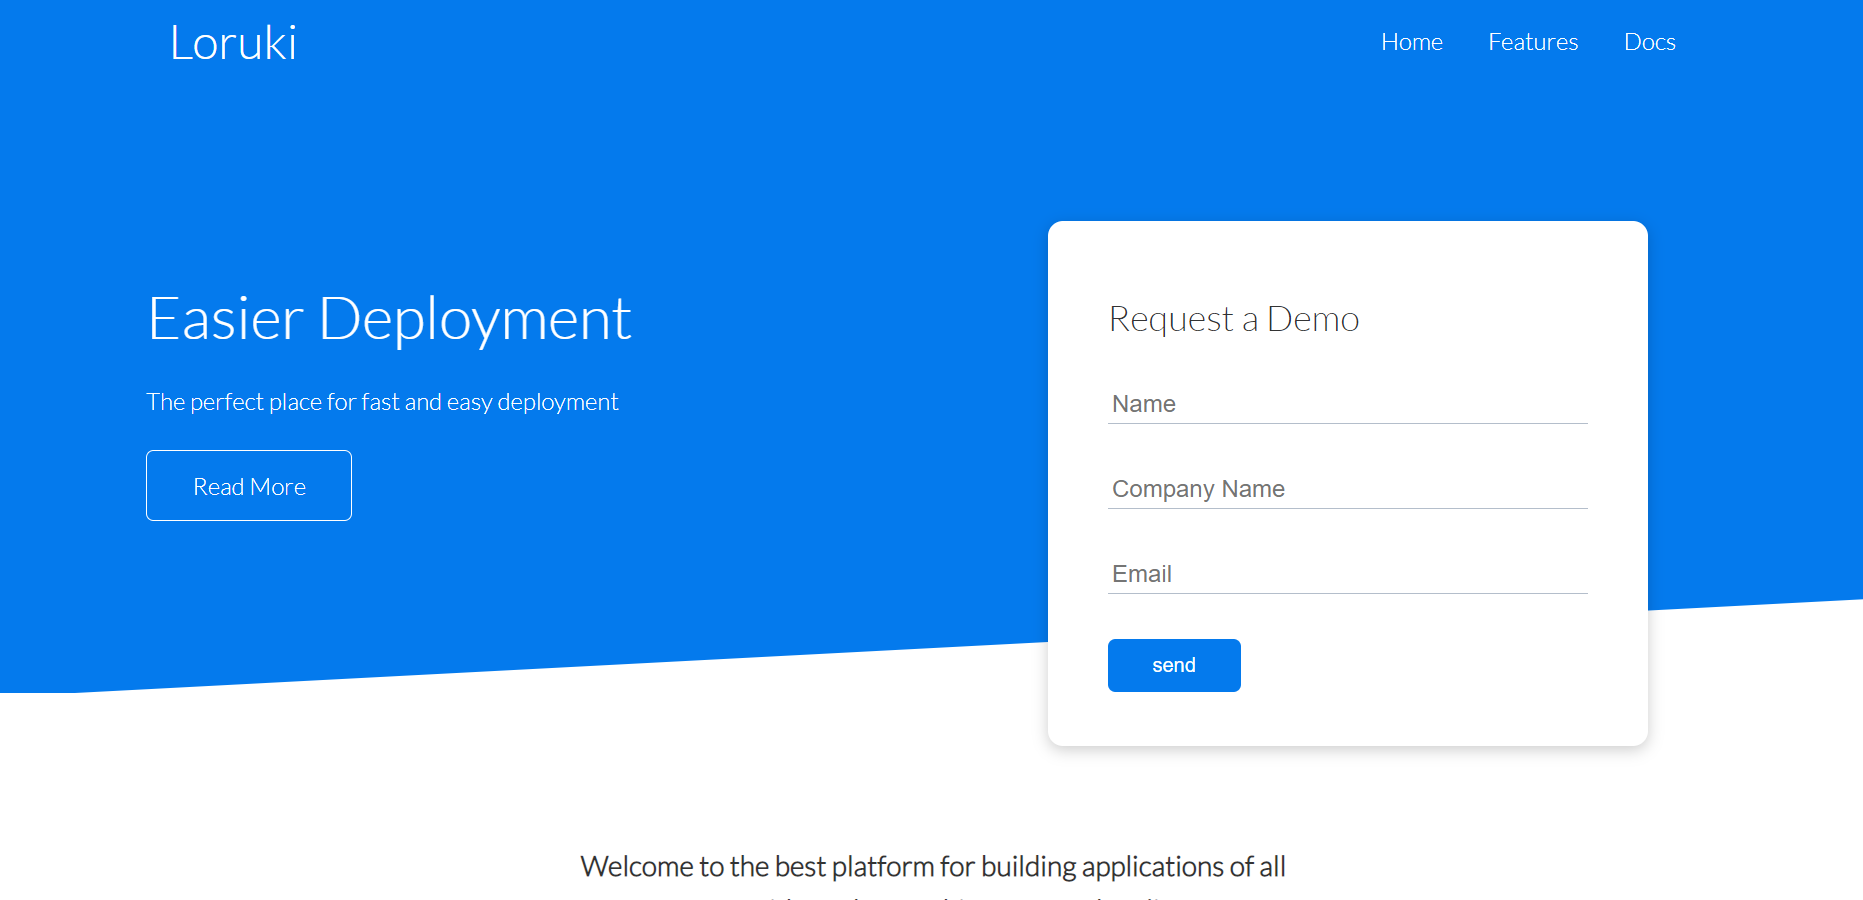 Loruki
Home Features Docs
Easier Deployment
The perfect place for fast and easy deployment
Read More
Request a Demo
Name
Company Name
Email
send
Welcome to the best platform for building applications of all